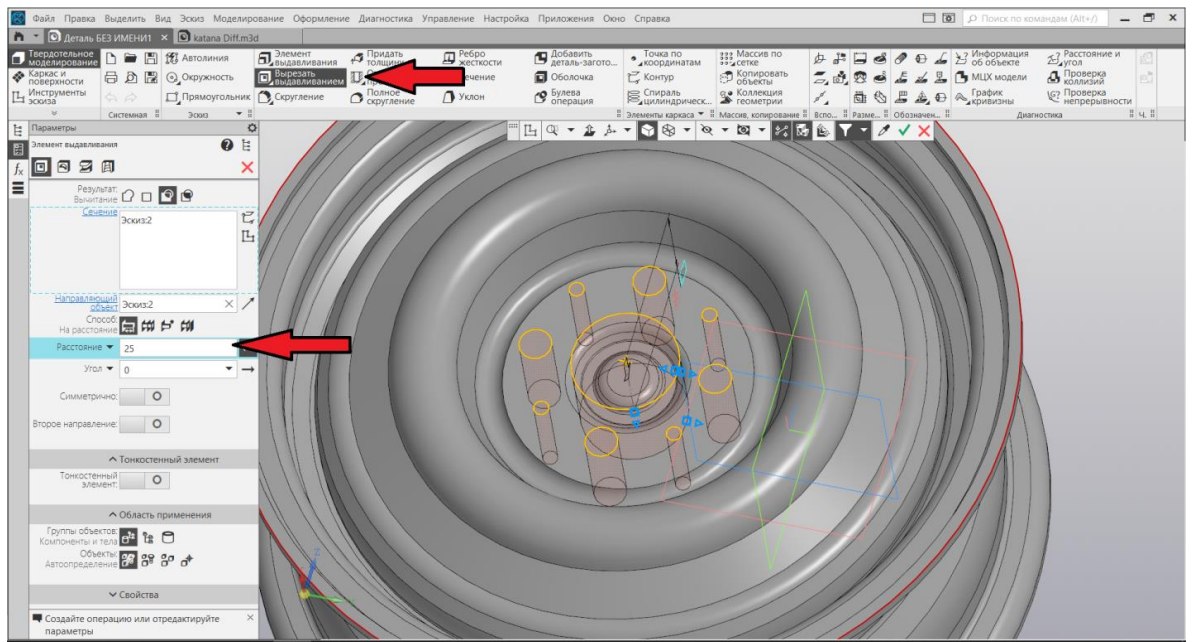 Файл Правка Выделить Вид Эскиз Моделирование Оформление Диагностика Управление Настройка Приложения Окно Справка
Поиск по командам (Alt+/)
Деталь БЕЗ ИМЕНИ1 × katana Diff.m3d
Твердотельное моделирование
Каркас и поверхности
Инструменты эскиза
Системная
Автолиния
Окружность
Прямоугольник
Эскиз
Элемент выдавливания
Вырезать выдавливанием
Скругление
Придать толщину
Полное скругление
Ребро жесткости
Сечение
Уклон
Добавить деталь-загото...
Оболочка
Булева операция
Точка по координатам
Контур
Спираль цилиндрическ...
Элементы каркаса
Массив по сетке
Копировать объекты
Коллекция геометрии
Массив, копирование
Вспо...
Разме...
Обозначен...
Информация об объекте
МЦХ модели
График кривизны
Расстояние и угол
Проверка коллизий
Проверка непрерывности
Диагностика
Ч.
Параметры
Элемент выдавливания
Результат:
Вычитание
Сечение
Эскиз:2
Направляющий объект
Эскиз:2
Способ:
На расстояние
Расстояние
25
Угол
0
Симметрично:
Второе направление:
Тонкостенный элемент
Тонкостенный
элемент:
Область применения
Группы объектов:
Компоненты и тела
Объекты:
Автоопределение
Свойства
Создайте операцию или отредактируйте
параметры